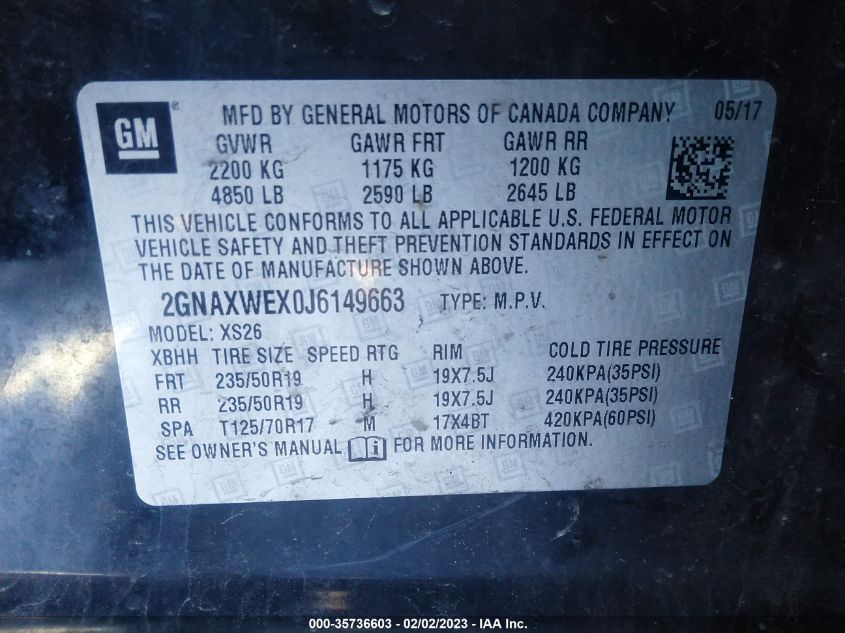 GM ® MFD BY GENERAL MOTORS OF CANADA COMPANY 05/17
GVWR GAWR FRT GAWR RR
2200 KG 1175 KG 1200 KG
4850 LB 2590 LB 2645 LB
THIS VEHICLE CONFORMS TO ALL APPLICABLE U.S. FEDERAL MOTOR
VEHICLE SAFETY AND THEFT PREVENTION STANDARDS IN EFFECT ON
THE DATE OF MANUFACTURE SHOWN ABOVE.
2GNAXWEX0J6149663 TYPE: M.P.V.
MODEL: XS26
XBHH TIRE SIZE SPEED RTG RIM COLD TIRE PRESSURE
FRT 235/50R19 H 19X7.5J 240KPA(35PSI)
RR 235/50R19 H 19X7.5J 240KPA(35PSI)
SPA T125/70R17 M 17X4BT 420KPA(60PSI)
SEE OWNER'S MANUAL FOR MORE INFORMATION.
000-35736603 - 02/02/2023 - IAA Inc.